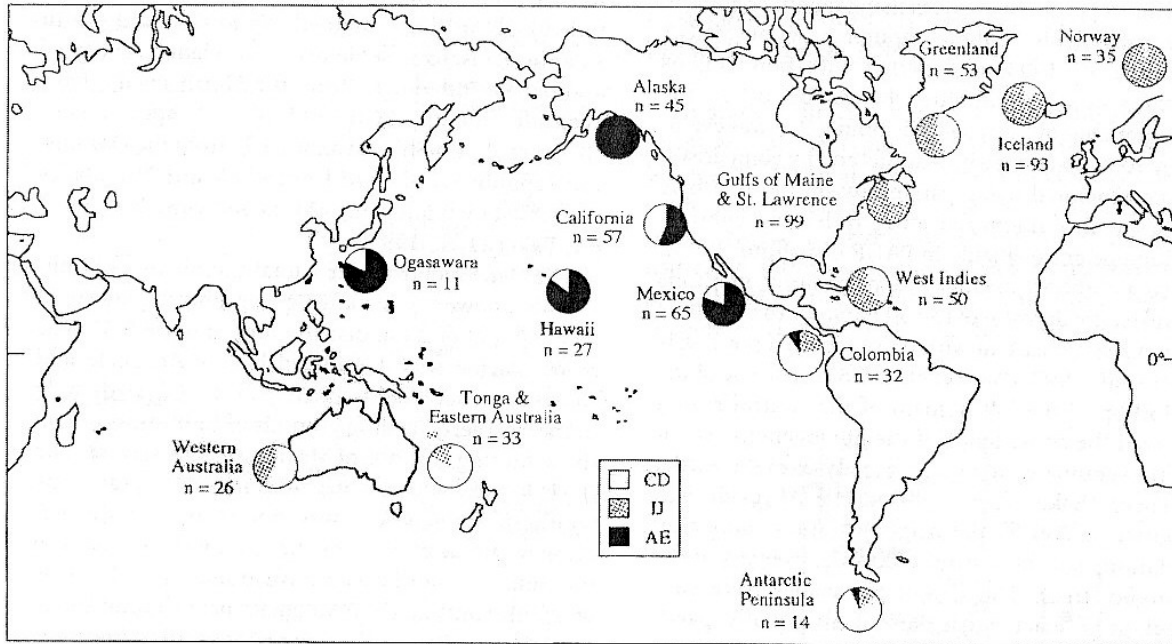 Norway
n = 35
Greenland
n = 53
Alaska
n = 45
Iceland
n = 93
Gulfs of Maine
& St. Lawrence
n = 99
California
n = 57
Ogasawara
n = 11
West Indies
n = 50
Mexico
n = 65
Hawaii
n = 27
Colombia
n = 32
0°
Tonga &
Eastern Australia
n = 33
Western
Australia
n = 26
CD
IJ
AE
Antarctic
Peninsula
n = 14